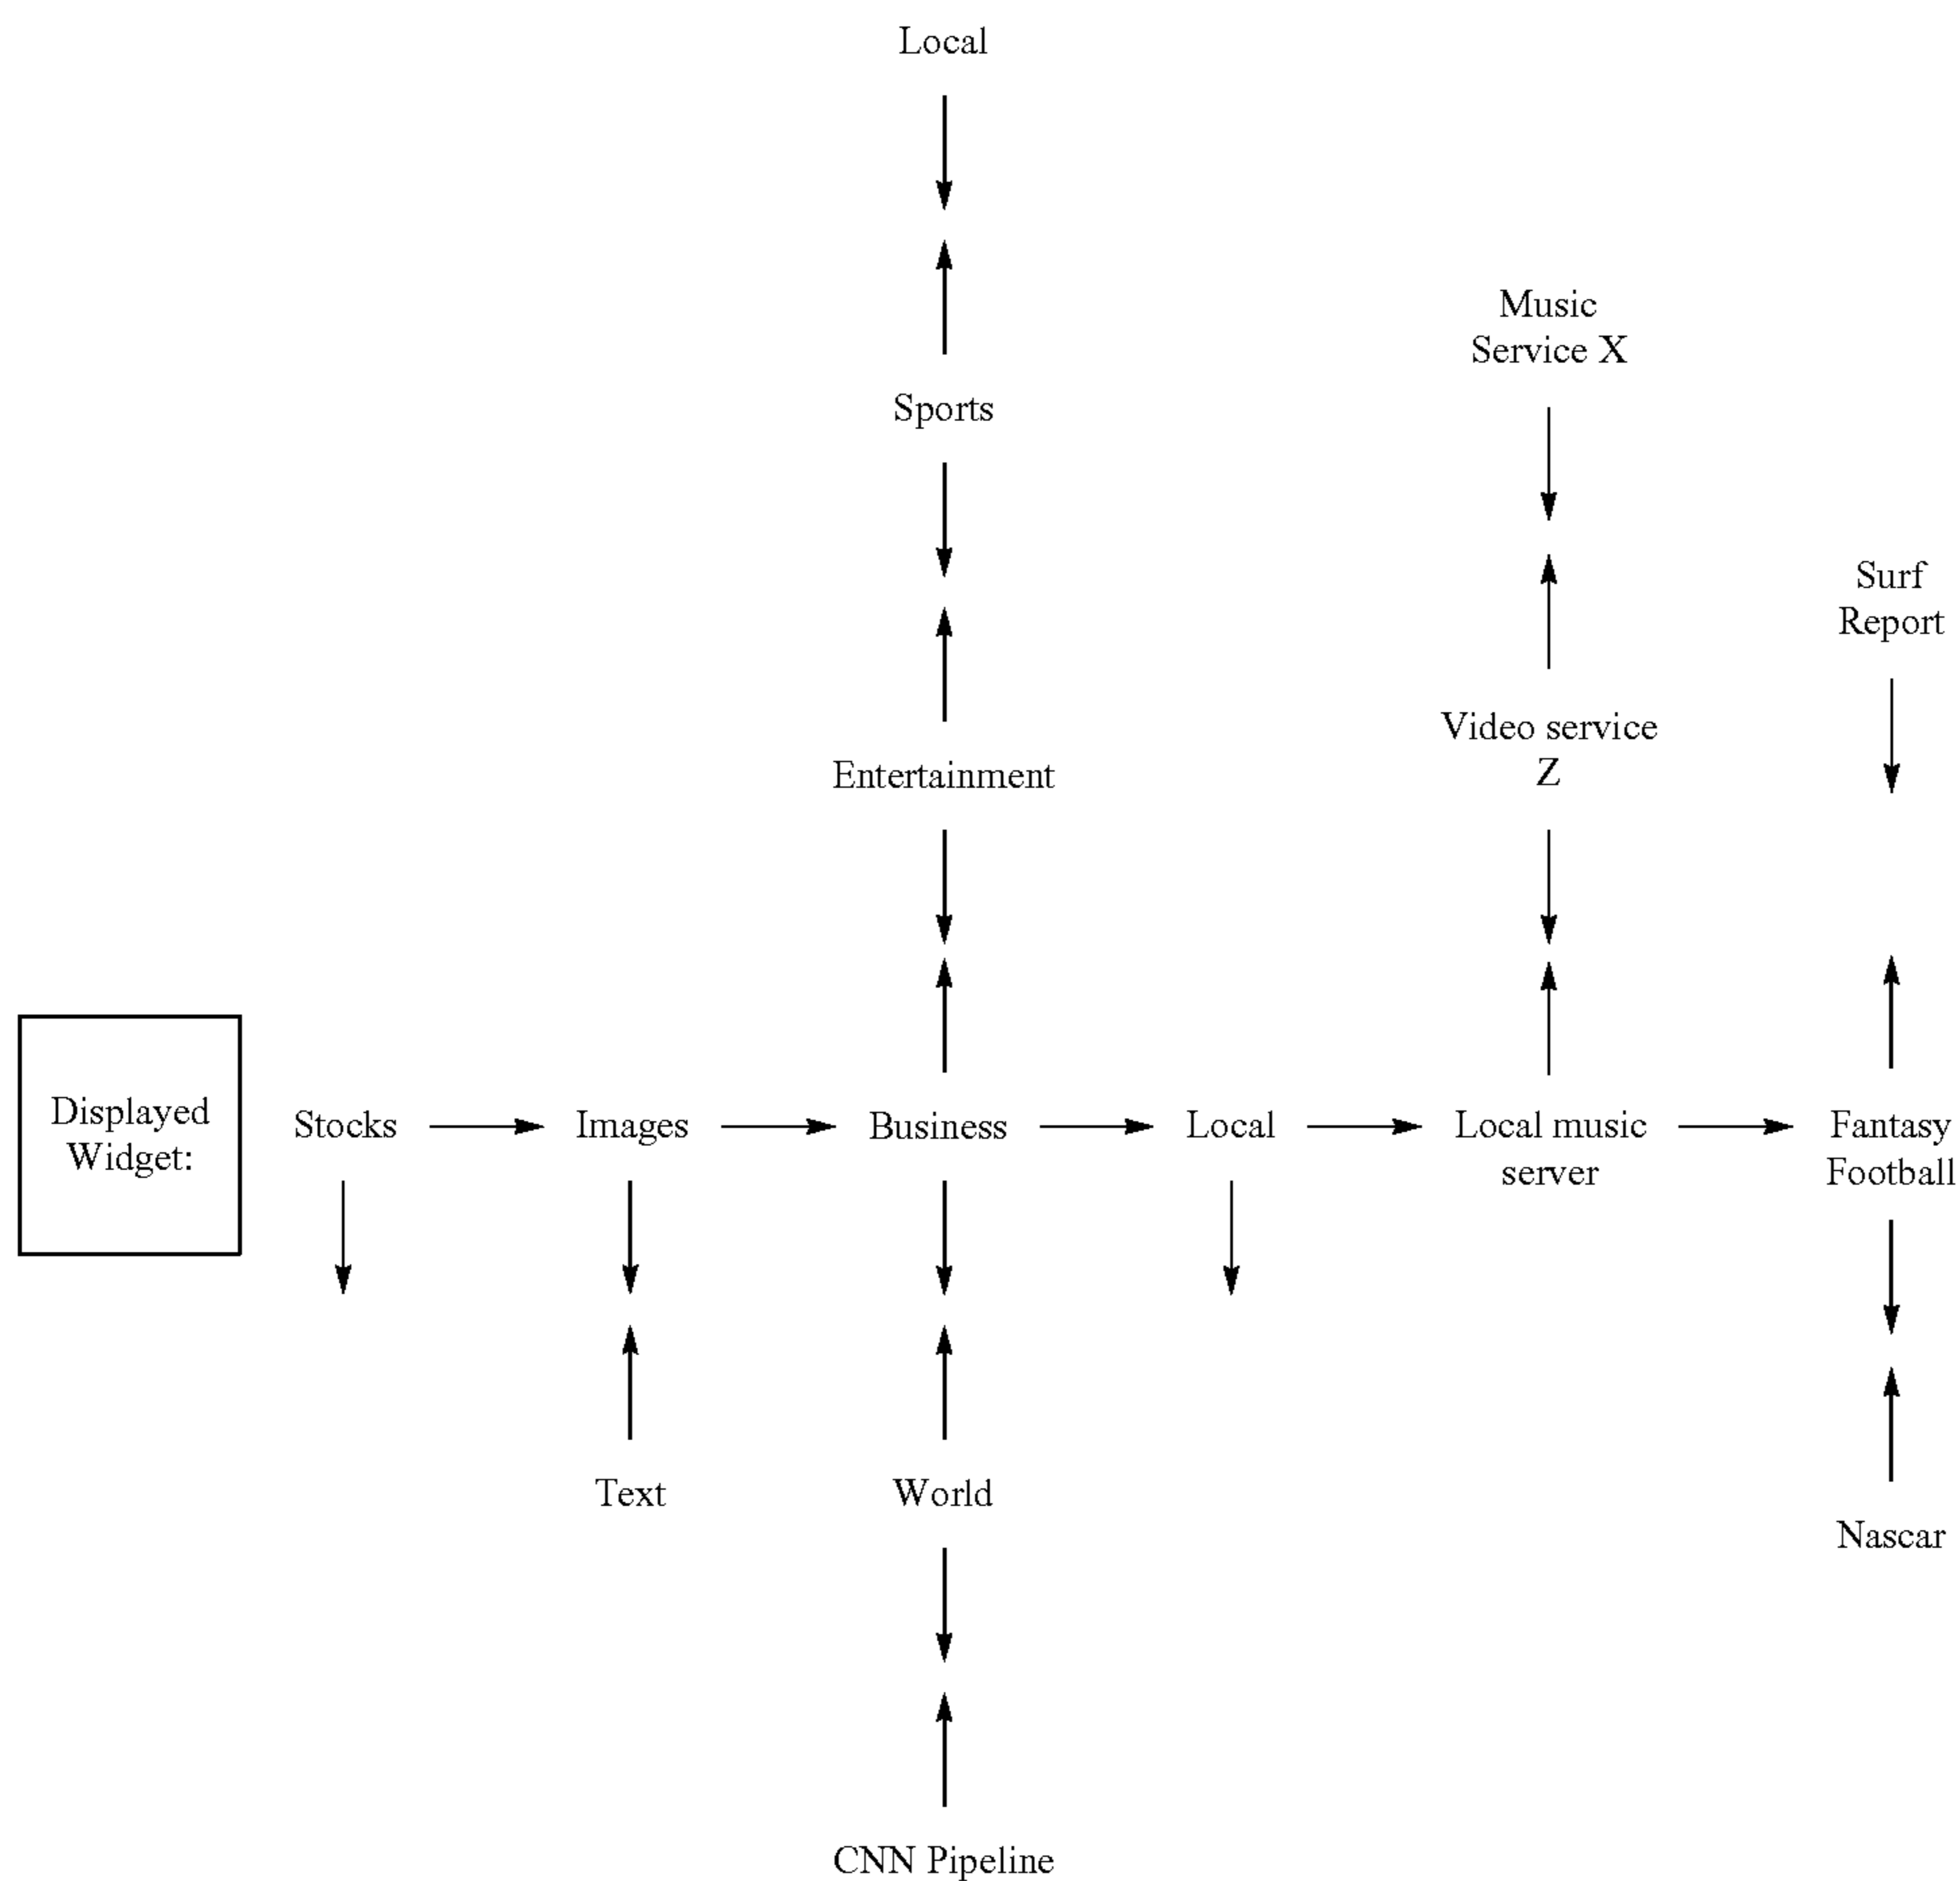 Local
Music
Service X
Sports
Surf
Report
Video service
Z
Entertainment
Displayed
Widget:
Stocks
Images
Business
Local
Local music
server
Fantasy
Football
Text
World
Nascar
CNN Pipeline